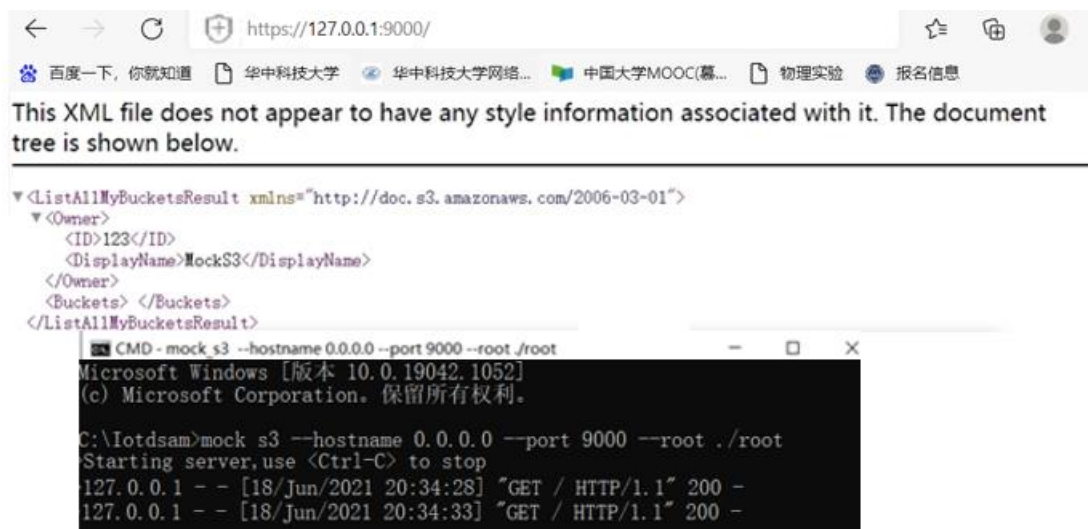 https://127.0.0.1:9000/
百度一下，你就知道 华中科技大学 华中科技大学网络... 中国大学MOOC(慕... 物理实验 报名信息
This XML file does not appear to have any style information associated with it. The document
tree is shown below.
▼<ListAllMyBucketsResult xmlns="http://doc.s3.amazonaws.com/2006-03-01">
▼<Owner>
<ID>123</ID>
<DisplayName>MockS3</DisplayName>
</Owner>
<Buckets> </Buckets>
</ListAllMyBucketsResult>
CMD - mock_s3 --hostname 0.0.0.0 --port 9000 --root ./root
Microsoft Windows [版本 10.0.19042.1052]
(c) Microsoft Corporation。保留所有权利。
C:\Iotdsam>mock s3 --hostname 0.0.0.0 --port 9000 --root ./root
Starting server,use <Ctrl-C> to stop
127.0.0.1 - - [18/Jun/2021 20:34:28] "GET / HTTP/1.1" 200 -
127.0.0.1 - - [18/Jun/2021 20:34:33] "GET / HTTP/1.1" 200 -